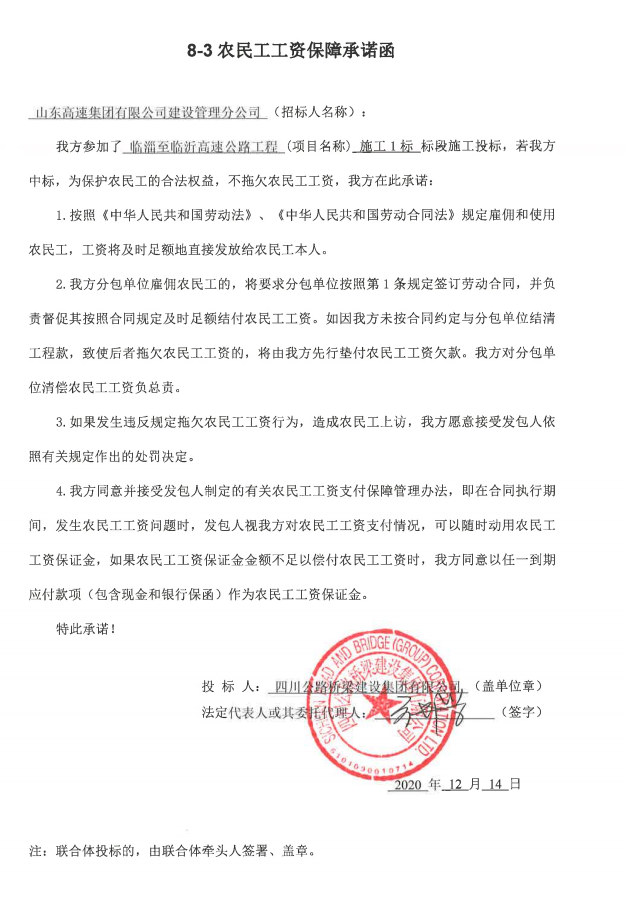 8-3 农民工工资保障承诺函
山东高速集团有限公司建设管理分公司（招标人名称）：
我方参加了 临淄至临沂高速公路工程 (项目名称) 施工 1 标 标段施工投标，若我方
中标，为保护农民工的合法权益，不拖欠农民工工资，我方在此承诺：
1.按照《中华人民共和国劳动法》、《中华人民共和国劳动合同法》规定雇佣和使用
农民工，工资将及时足额地直接发放给农民工本人。
2.我方分包单位雇佣农民工的，将要求分包单位按照第 1 条规定签订劳动合同，并负
责督促其按照合同规定及时足额结付农民工工资。如因我方未按合同约定与分包单位结清
工程款，致使后者拖欠农民工工资的，将由我方先行垫付农民工工资欠款。我方对分包单
位清偿农民工工资负总责。
3.如果发生违反规定拖欠农民工工资行为，造成农民工上访，我方愿意接受发包人依
照有关规定作出的处罚决定。
4.我方同意并接受发包人制定的有关农民工工资支付保障管理办法，即在合同执行期
间，发生农民工工资问题时，发包人视我方对农民工工资支付情况，可以随时动用农民工
工资保证金，如果农民工工资保证金金额不足以偿付农民工工资时，我方同意以任一到期
应付款项（包含现金和银行保函）作为农民工工资保证金。
特此承诺！
投 标 人：四川公路桥梁建设集团有限公司（盖单位章）
法定代表人或其委托代理人：（签字）
SICHUAN ROAD AND BRIDGE (GROUP) CORPORATION LTD.
四川公路桥梁建设集团有限公司
5101030010714
2020 年 12 月 14 日
注：联合体投标的，由联合体牵头人签署、盖章。